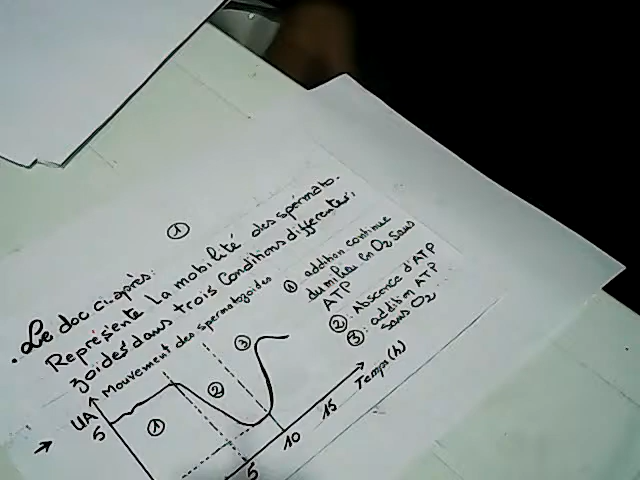 ①
. Le doc ci-après:
Représente La mobilité des spermato.
zoïdes dans trois Conditions différentes.
Mouvement des spermatozoïdes
① addition continue
du milieu en O2 sans
ATP
②: Abscence d'ATP
③: addition ATP
sans O2
UA
5
①
②
③
5
10
15
Temps (h)